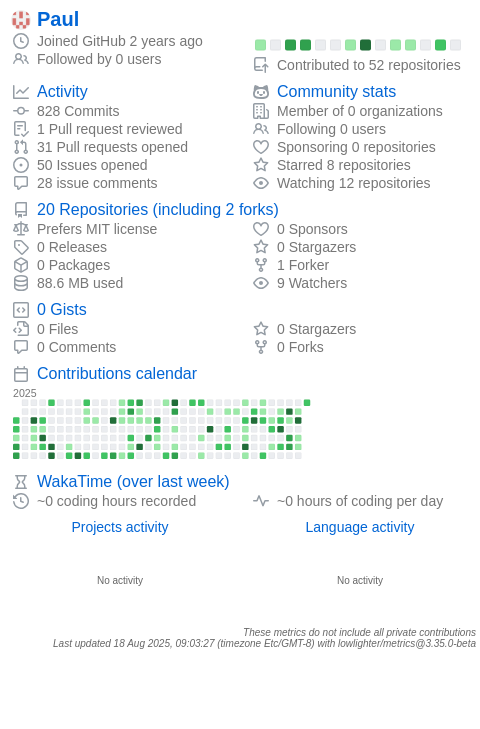 Paul
Joined GitHub 2 years ago
Followed by 0 users
Contributed to 52 repositories
Activity
828 Commits
1 Pull request reviewed
31 Pull requests opened
50 Issues opened
28 issue comments
Community stats
Member of 0 organizations
Following 0 users
Sponsoring 0 repositories
Starred 8 repositories
Watching 12 repositories
20 Repositories (including 2 forks)
Prefers MIT license
0 Releases
0 Packages
88.6 MB used
0 Sponsors
0 Stargazers
1 Forker
9 Watchers
0 Gists
0 Files
0 Comments
0 Stargazers
0 Forks
Contributions calendar
2025
WakaTime (over last week)
~0 coding hours recorded
~0 hours of coding per day
Projects activity
No activity
Language activity
No activity
These metrics do not include all private contributions
Last updated 18 Aug 2025, 09:03:27 (timezone Etc/GMT-8) with lowlighter/metrics@3.35.0-beta